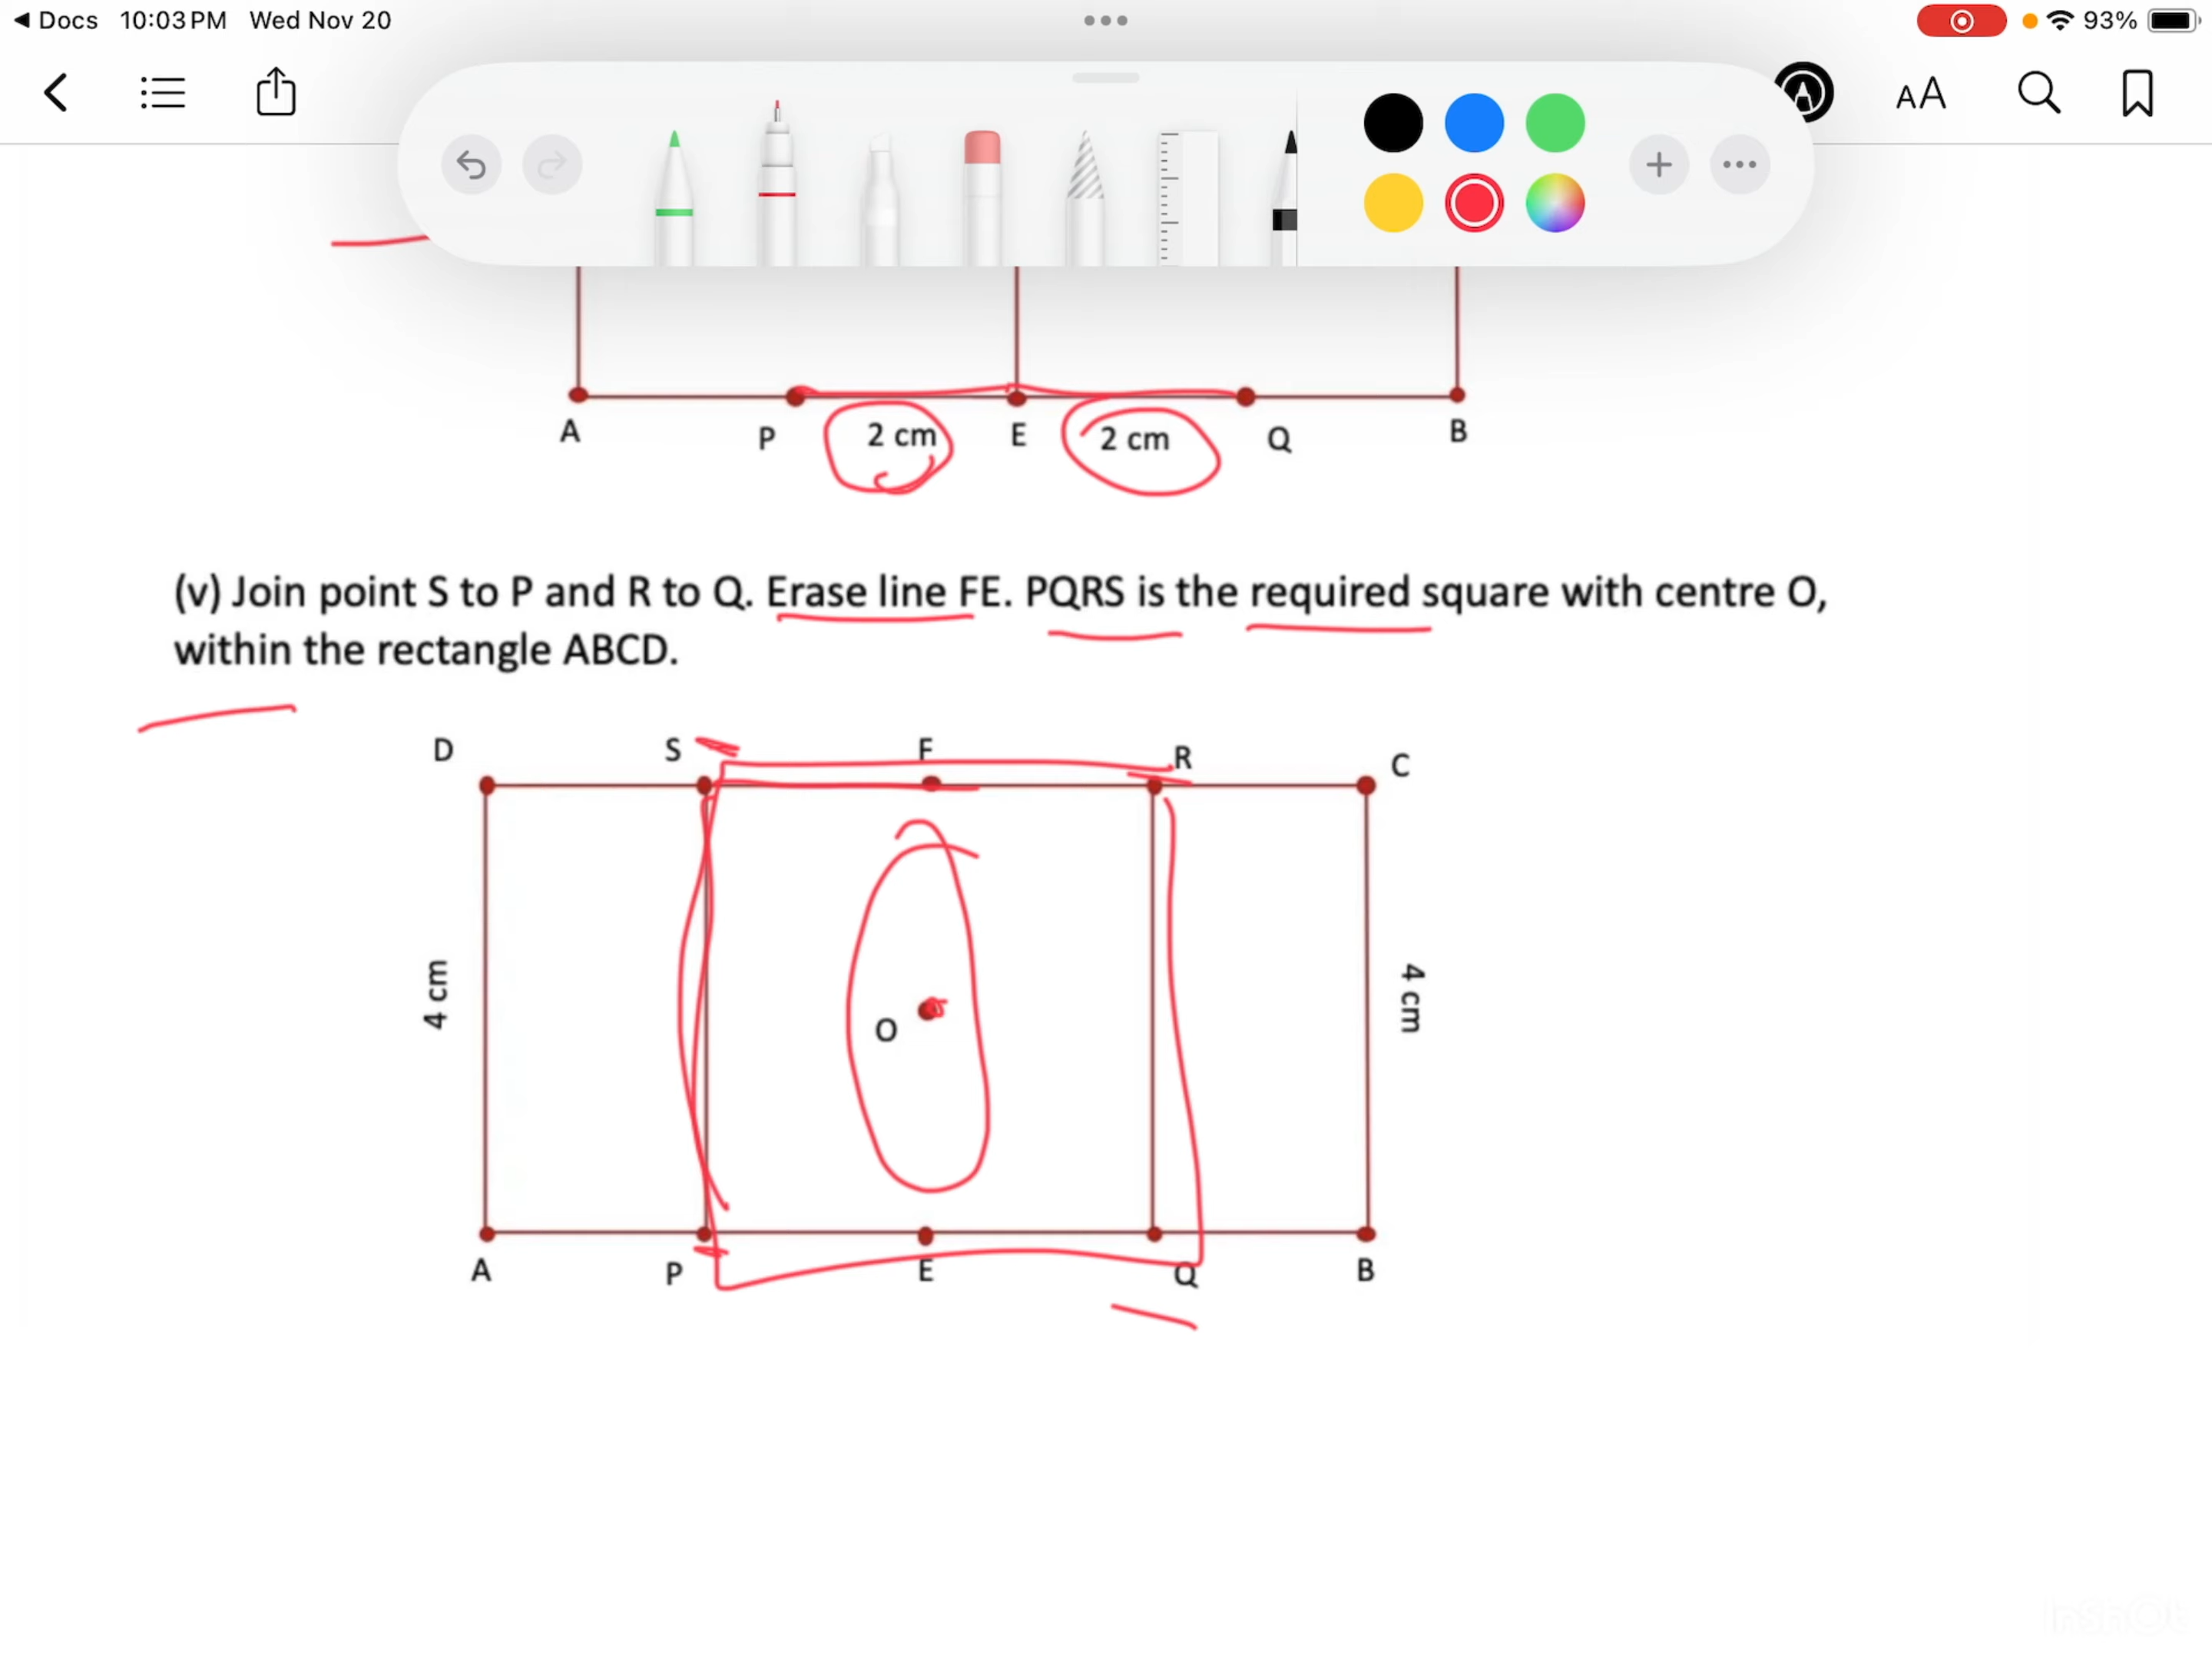 ◀ Docs 10:03 PM Wed Nov 20 93%
AA
A P 2 cm E 2 cm Q B
(v) Join point S to P and R to Q. Erase line FE. PQRS is the required square with centre O,
within the rectangle ABCD.
D S F R C
4 cm O 4 cm
A P E Q B